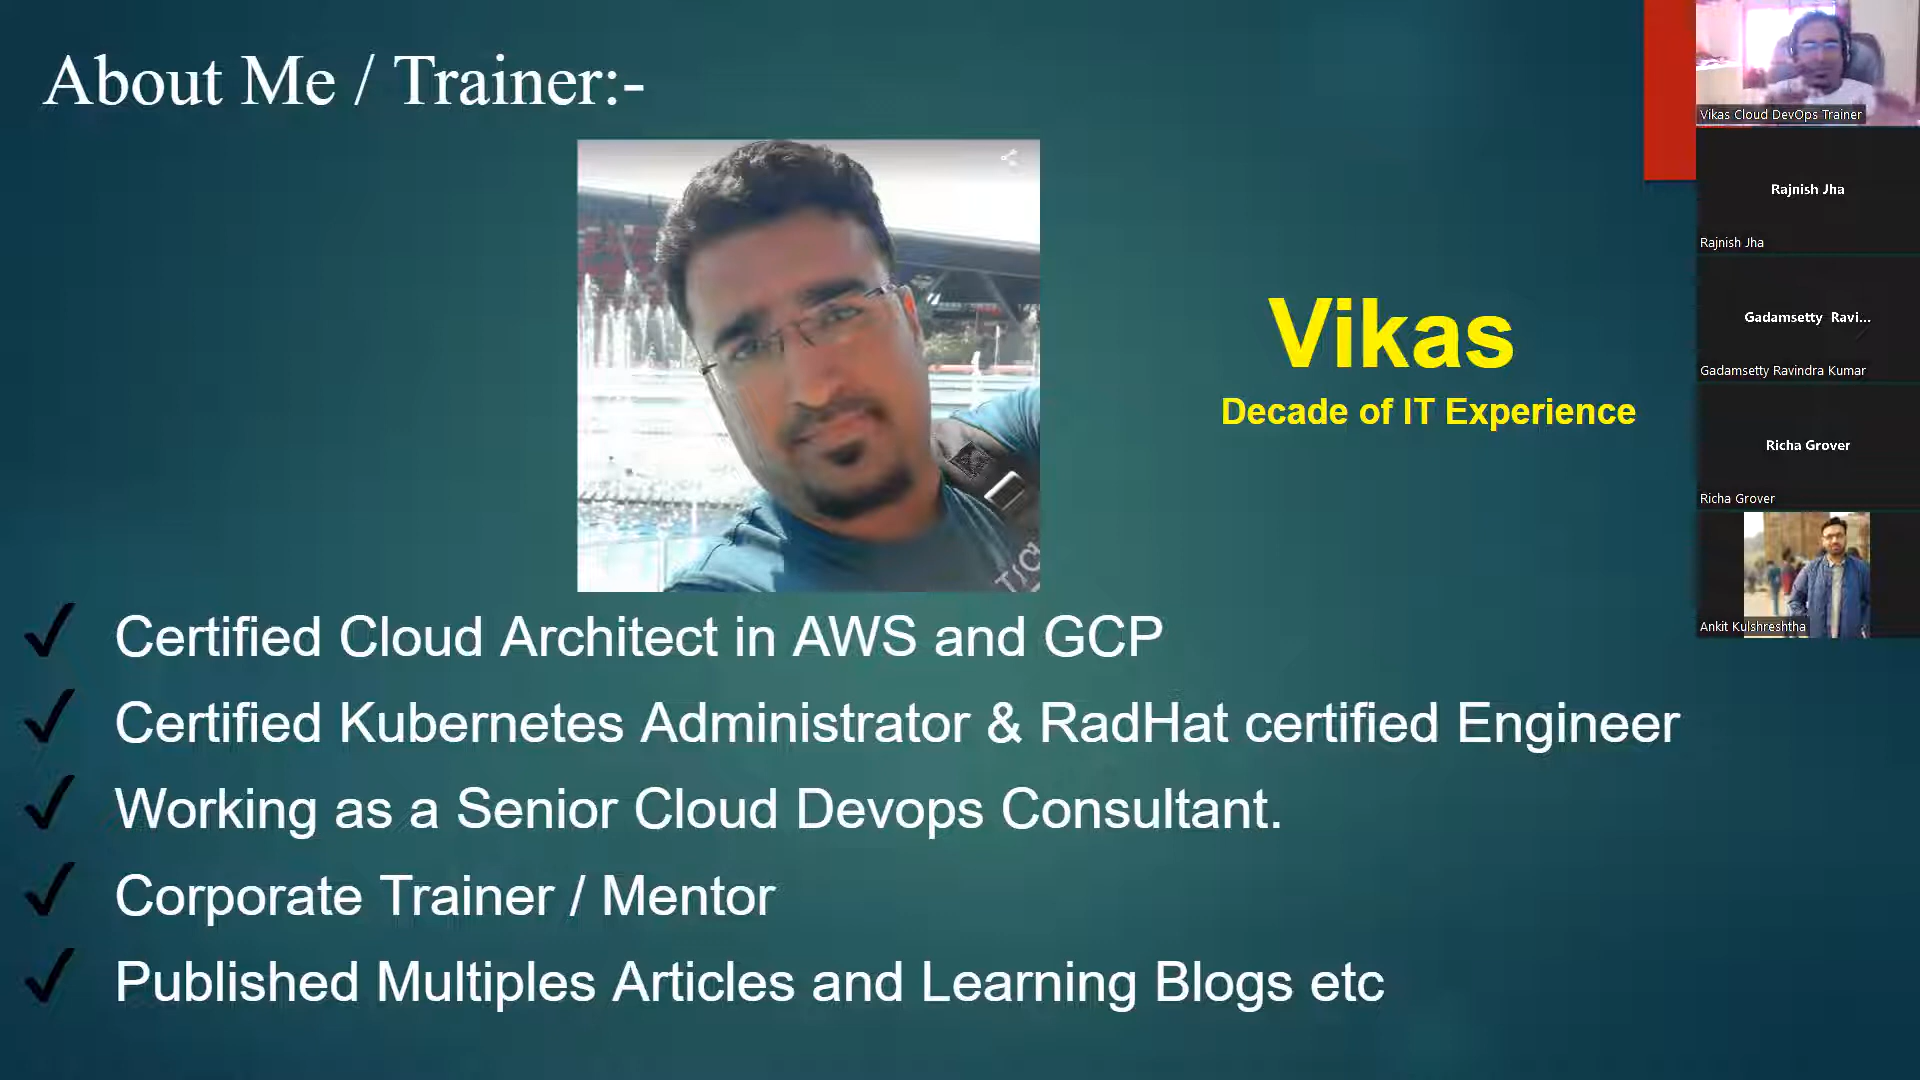 About Me / Trainer:-
Vikas
Decade of IT Experience
Certified Cloud Architect in AWS and GCP
Certified Kubernetes Administrator & RadHat certified Engineer
Working as a Senior Cloud Devops Consultant.
Corporate Trainer / Mentor
Published Multiples Articles and Learning Blogs etc
Vikas Cloud DevOps Trainer
Rajnish Jha
Rajnish Jha
Gadamsetty Ravi...
Gadamsetty Ravindra Kumar
Richa Grover
Richa Grover
Ankit Kulshreshtha